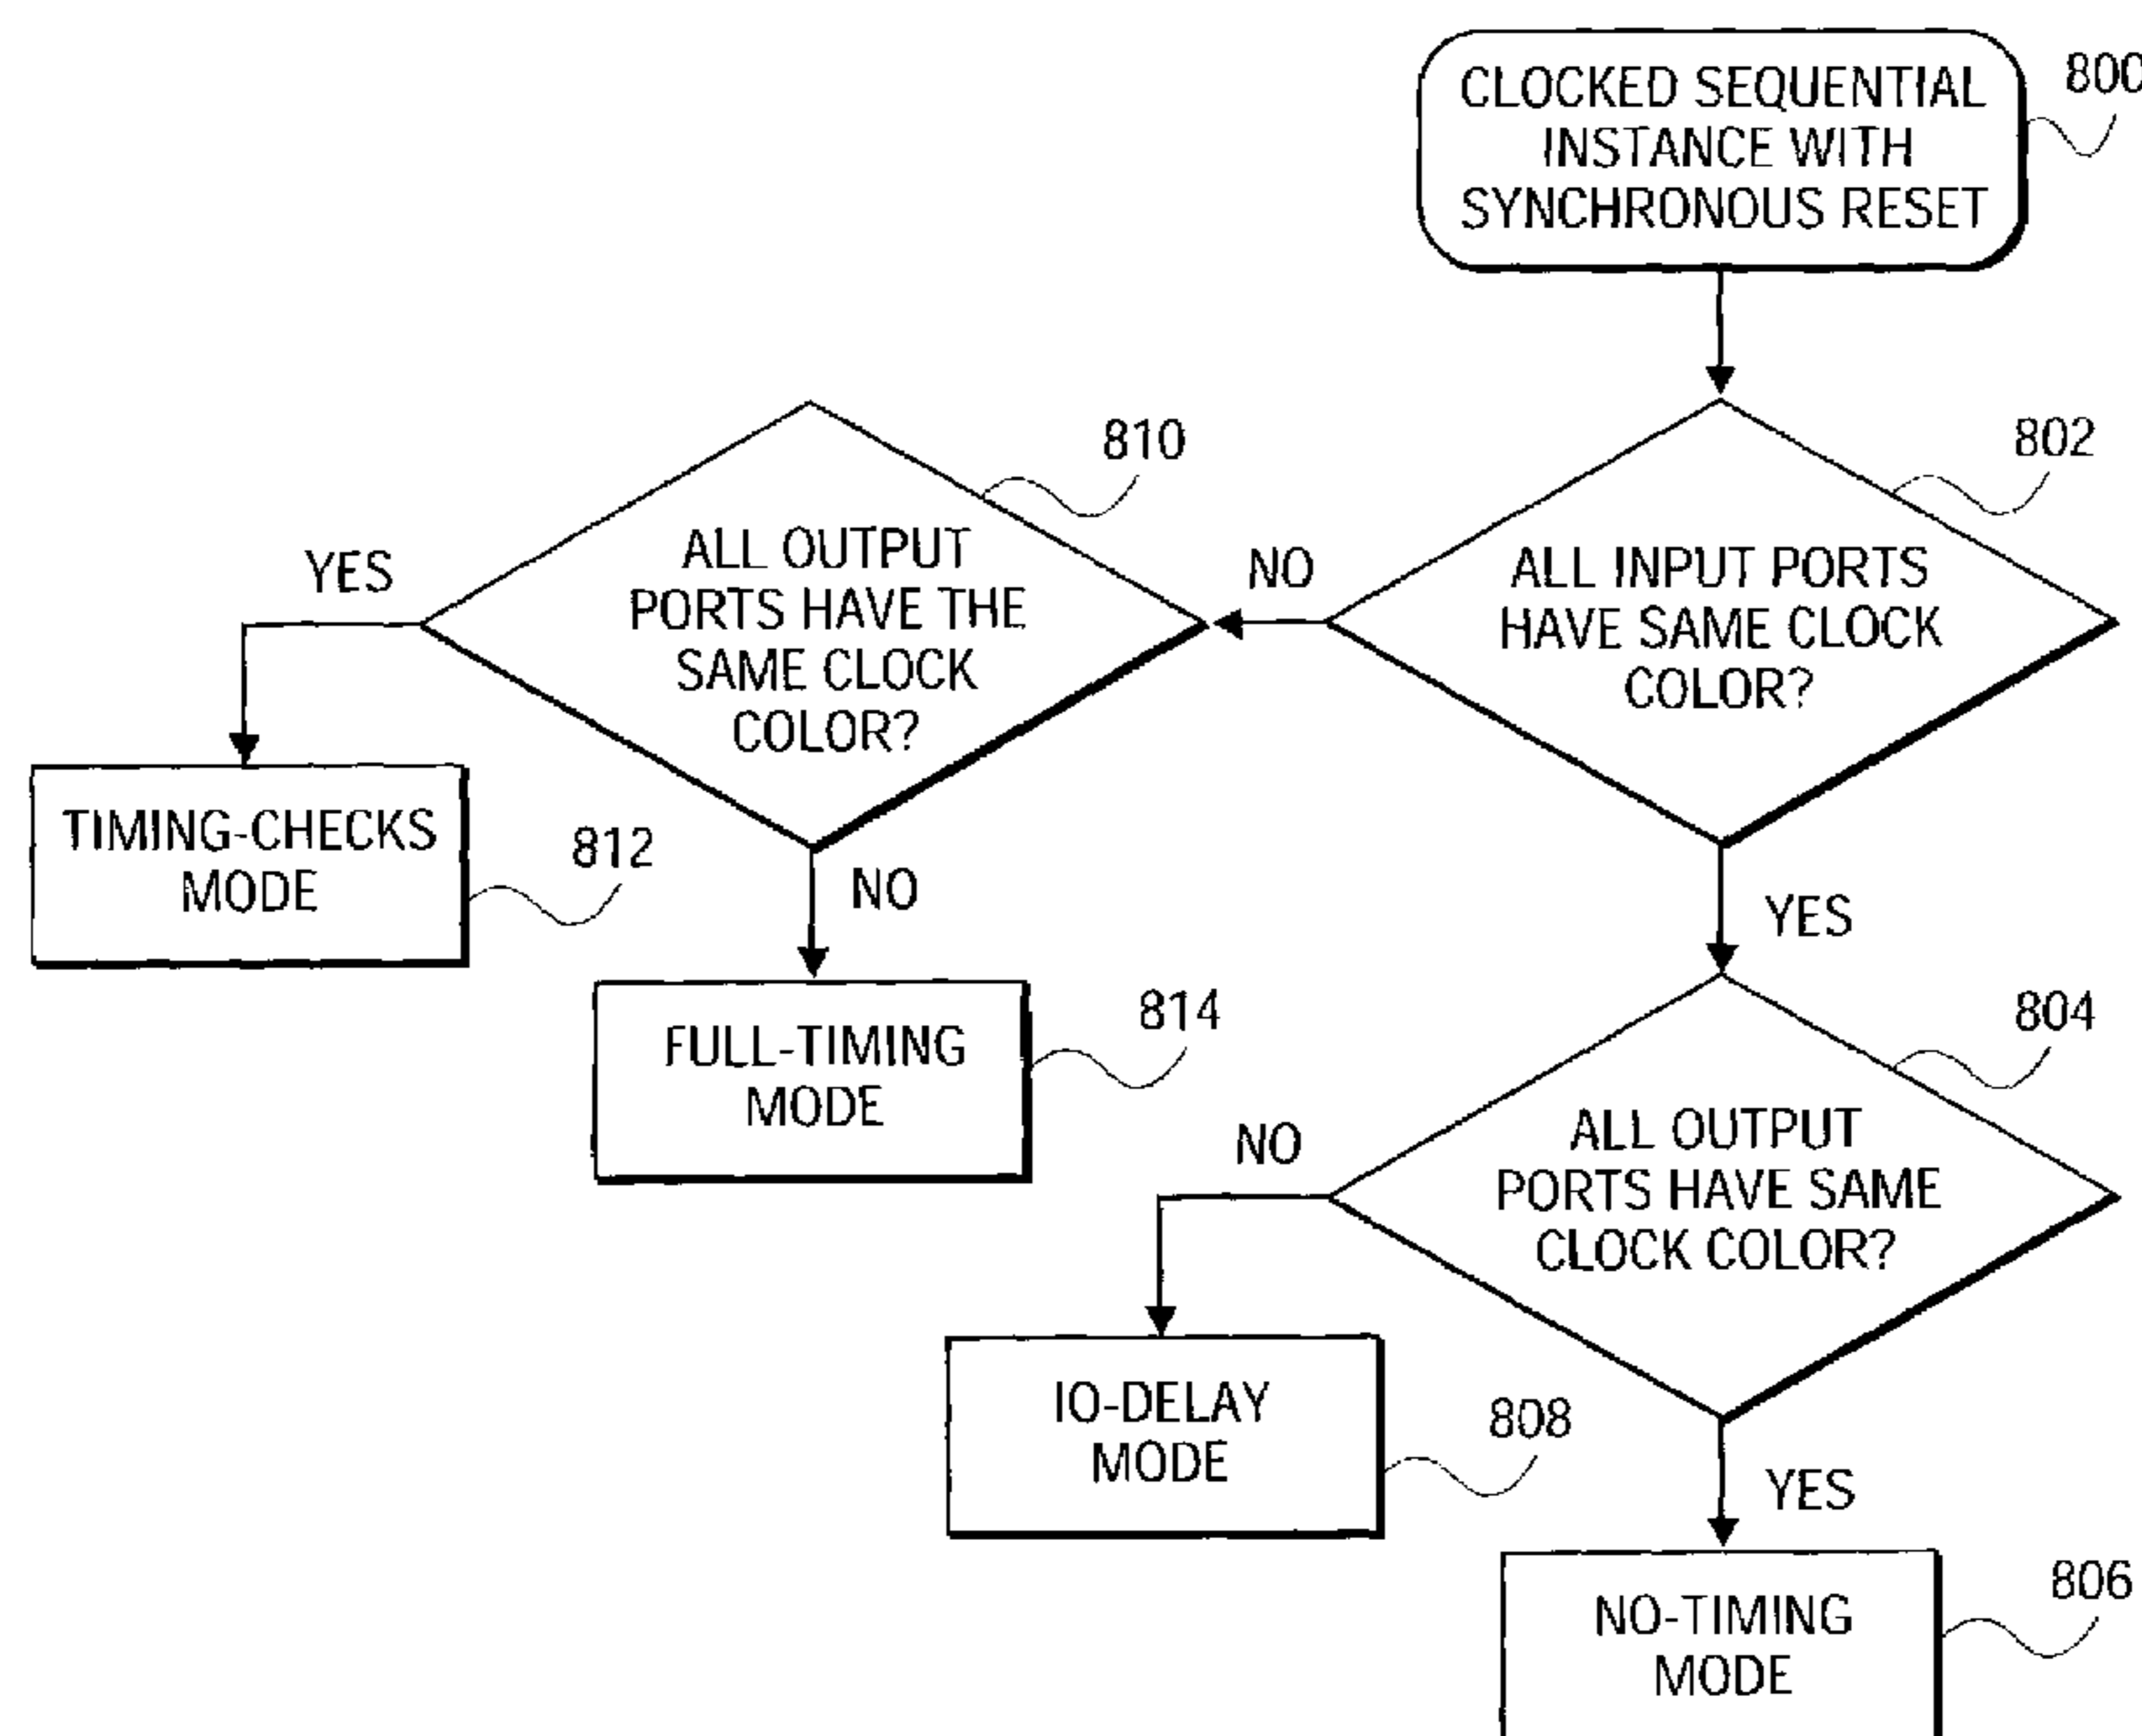 CLOCKED SEQUENTIAL
INSTANCE WITH
SYNCHRONOUS RESET
800
802
ALL INPUT PORTS
HAVE SAME CLOCK
COLOR?
NO
YES
810
ALL OUTPUT
PORTS HAVE THE
SAME CLOCK
COLOR?
YES
NO
TIMING-CHECKS
MODE
812
FULL-TIMING
MODE
814
804
ALL OUTPUT
PORTS HAVE SAME
CLOCK COLOR?
NO
YES
IO-DELAY
MODE
808
NO-TIMING
MODE
806